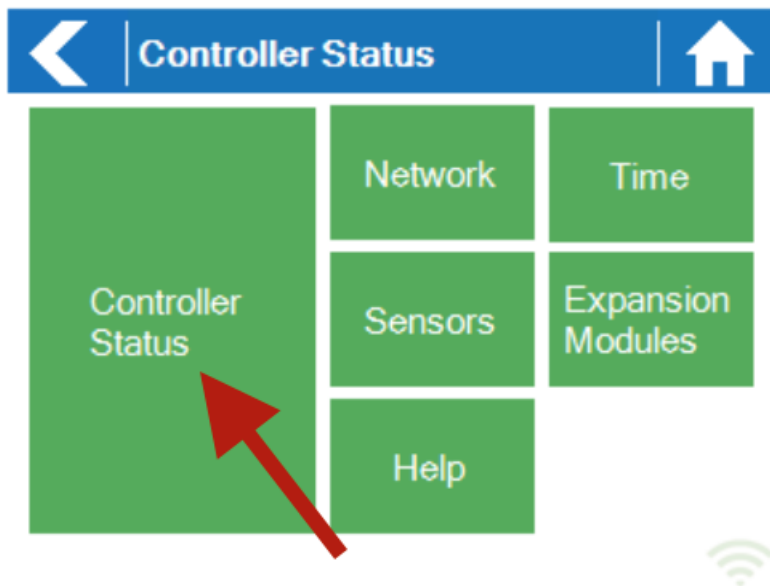 Controller Status
Controller
Status
Network
Time
Sensors
Expansion
Modules
Help